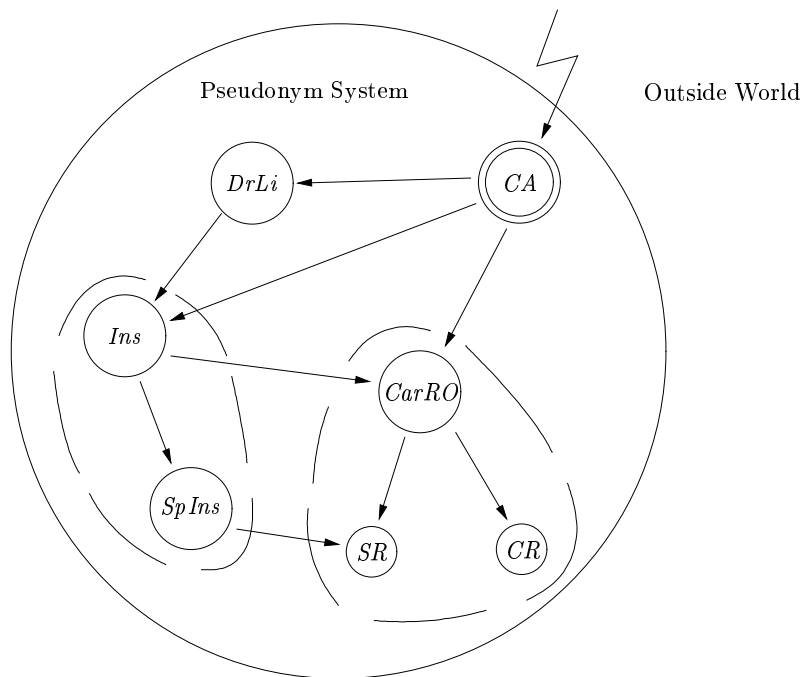 Pseudonym System
Outside World
DrLi
CA
Ins
CarRO
SpIns
SR
CR